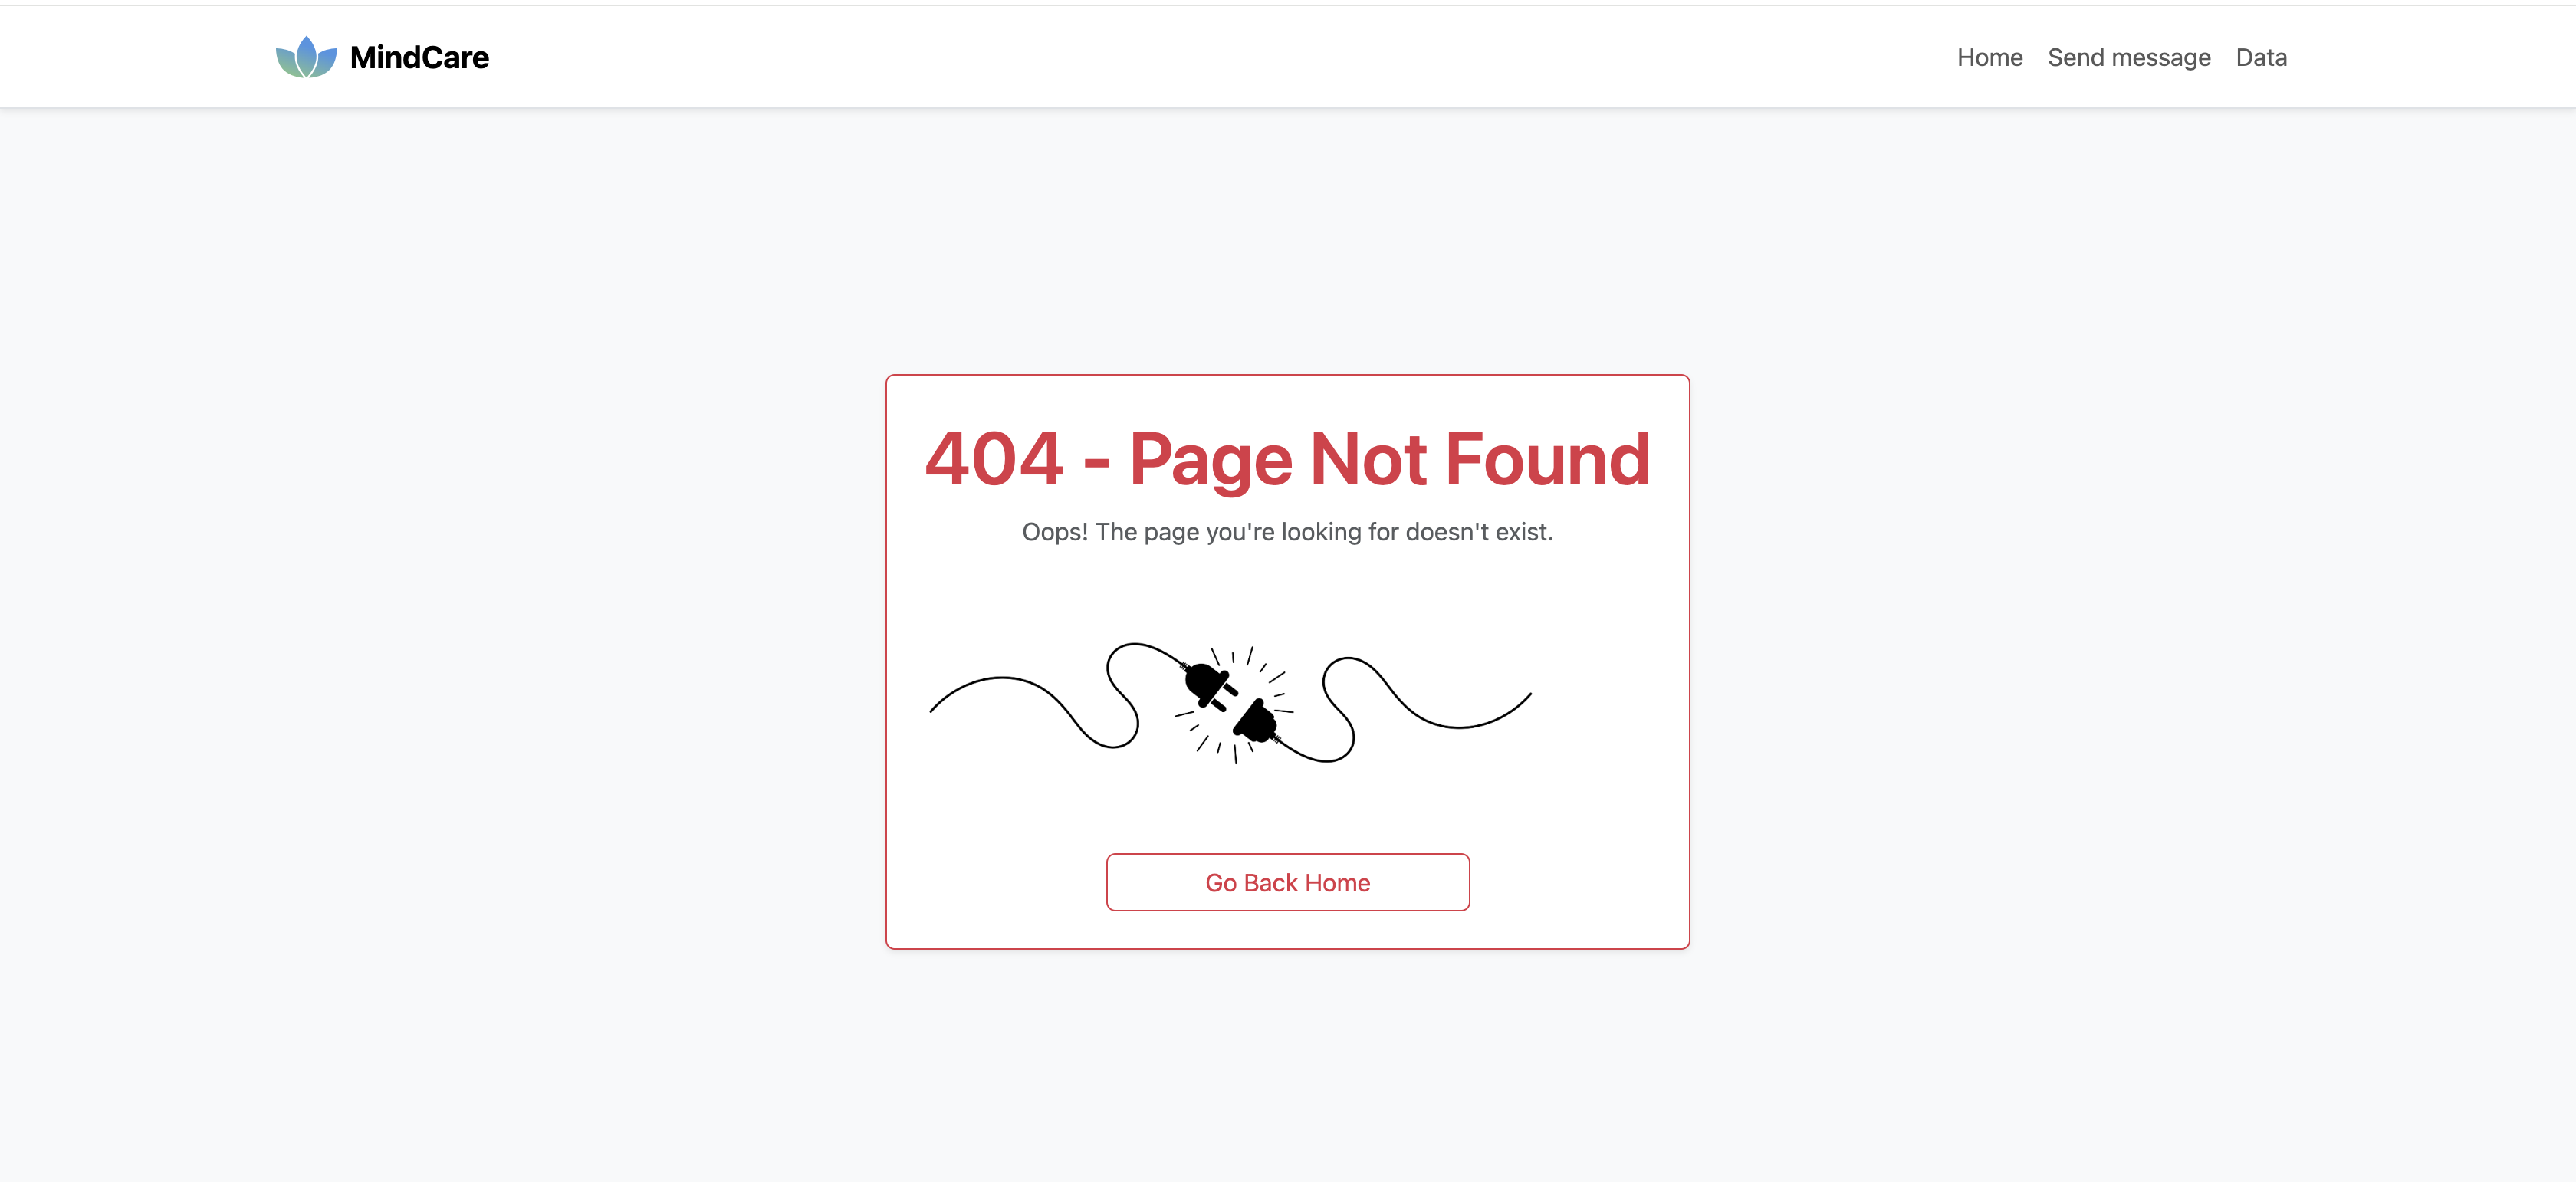 MindCare
Home Send message Data
404 - Page Not Found
Oops! The page you're looking for doesn't exist.
Go Back Home